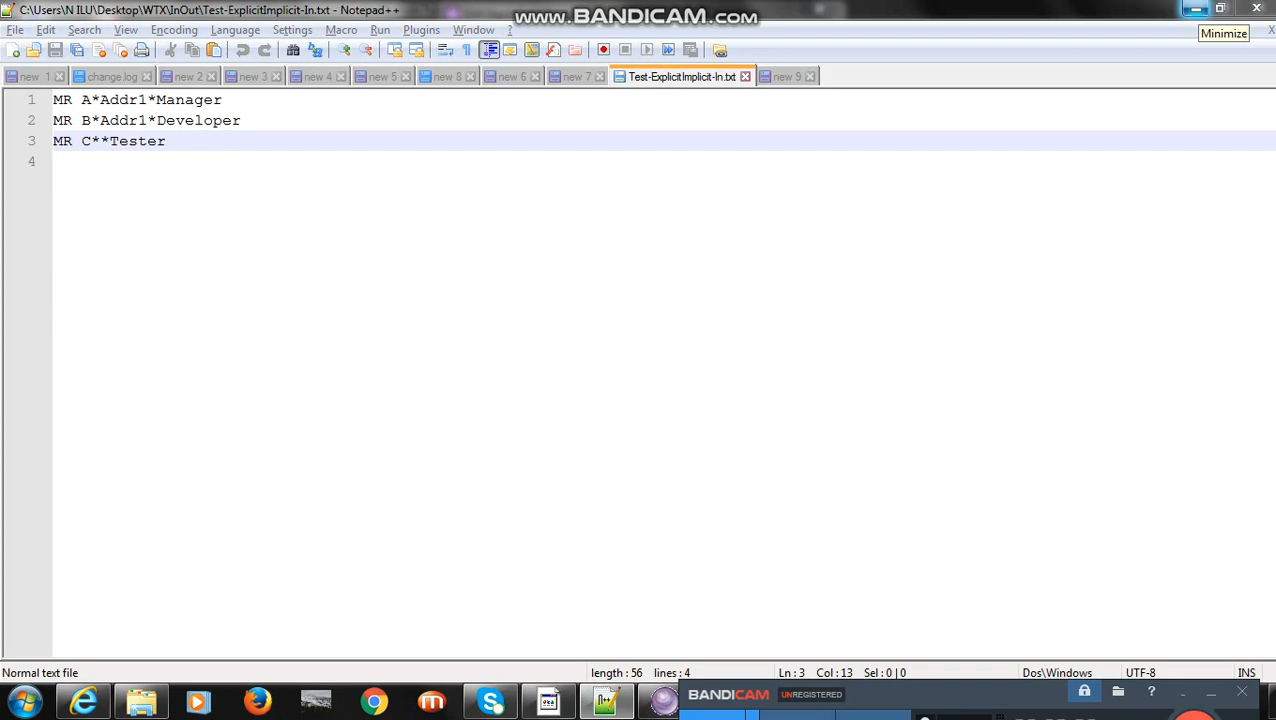 C:\Users\N ILU\Desktop\WTX\InOut\Test-ExplicitImplicit-In.txt - Notepad++
www.BANDICAM.com
Minimize
File Edit Search View Encoding Language Settings Macro Run Plugins Window ? X
new 1 change.log new 2 new 3 new 4 new 5 new 8 new 6 new 7 Test-ExplicitImplicit-In.txt new 9
1 MR A*Addr1*Manager
2 MR B*Addr1*Developer
3 MR C**Tester
4
Normal text file length : 56 lines : 4 Ln : 3 Col : 13 Sel : 0 | 0 Dos\Windows UTF-8 INS
BANDICAM UNREGISTERED